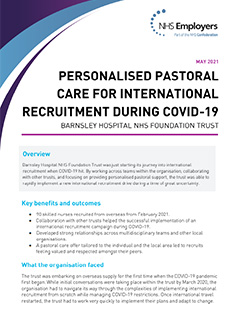 NHS Employers
Part of the NHS Confederation
MAY 2021
PERSONALISED PASTORAL
CARE FOR INTERNATIONAL
RECRUITMENT DURING COVID-19
BARNSLEY HOSPITAL NHS FOUNDATION TRUST
Overview
Barnsley Hospital NHS Foundation Trust was just starting its journey into international
recruitment when COVID-19 hit. By working across teams within the organisation, collaborating
with other trusts, and focusing on providing personalised pastoral support, the trust was able to
rapidly implement a new international recruitment drive during a time of great uncertainty.
Key benefits and outcomes
• 90 skilled nurses recruited from overseas from February 2021.
• Collaboration with other trusts helped the successful implementation of an
international recruitment campaign during COVID-19.
• Developed strong relationships across multidisciplinary teams and other local
organisations.
• A pastoral care offer tailored to the individual and the local area led to recruits
feeling valued and respected amongst their peers.
What the organisation faced
The trust was embarking on overseas supply for the first time when the COVID-19 pandemic
first began. While initial conversations were taking place within the trust by March 2020, the
organisation had to navigate its way through the complexities of implementing international
recruitment from scratch while managing COVID-19 restrictions. Once international travel
restarted, the trust had to work very quickly to implement their plans and adapt to change.